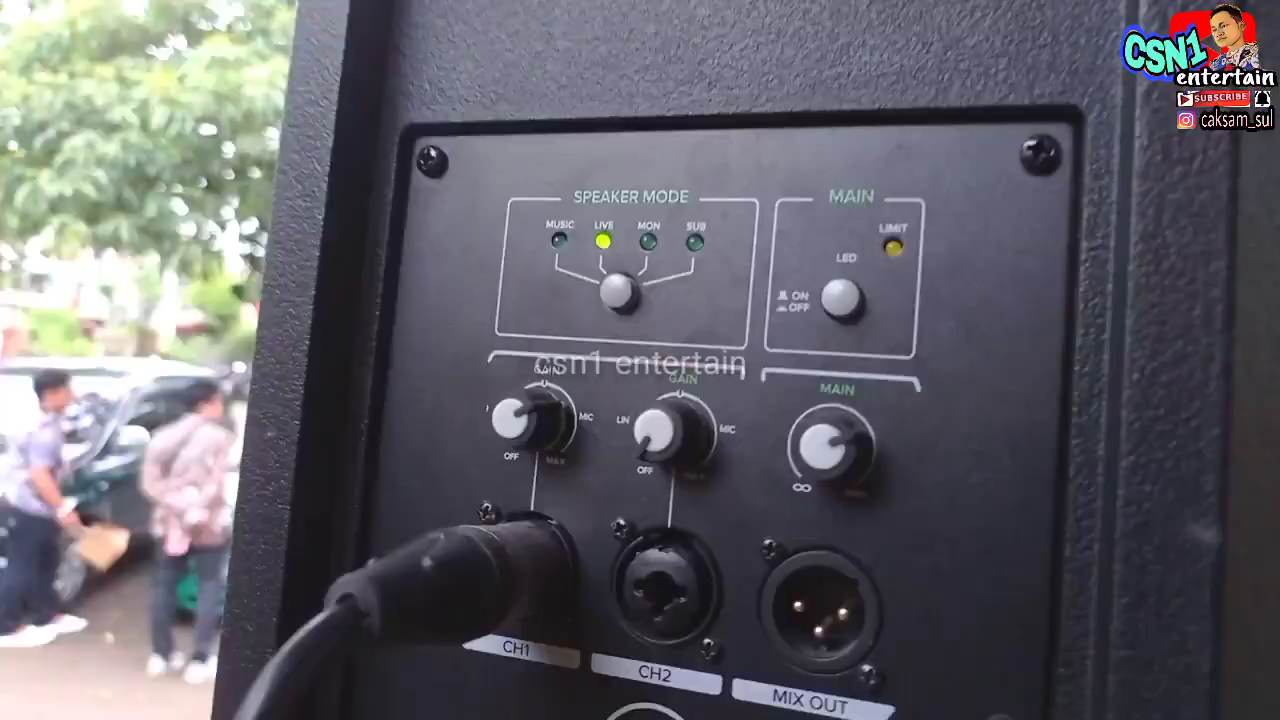 CSN1
entertain
SUBSCRIBE
caksam_sul
SPEAKER MODE
MUSIC LIVE MON SUB
MAIN
LIMIT
LED
ON
OFF
csn1 entertain
GAIN
MIC
OFF
MAX
GAIN
LIN
MIC
OFF
MAIN
∞
CH1
CH2
MIX OUT